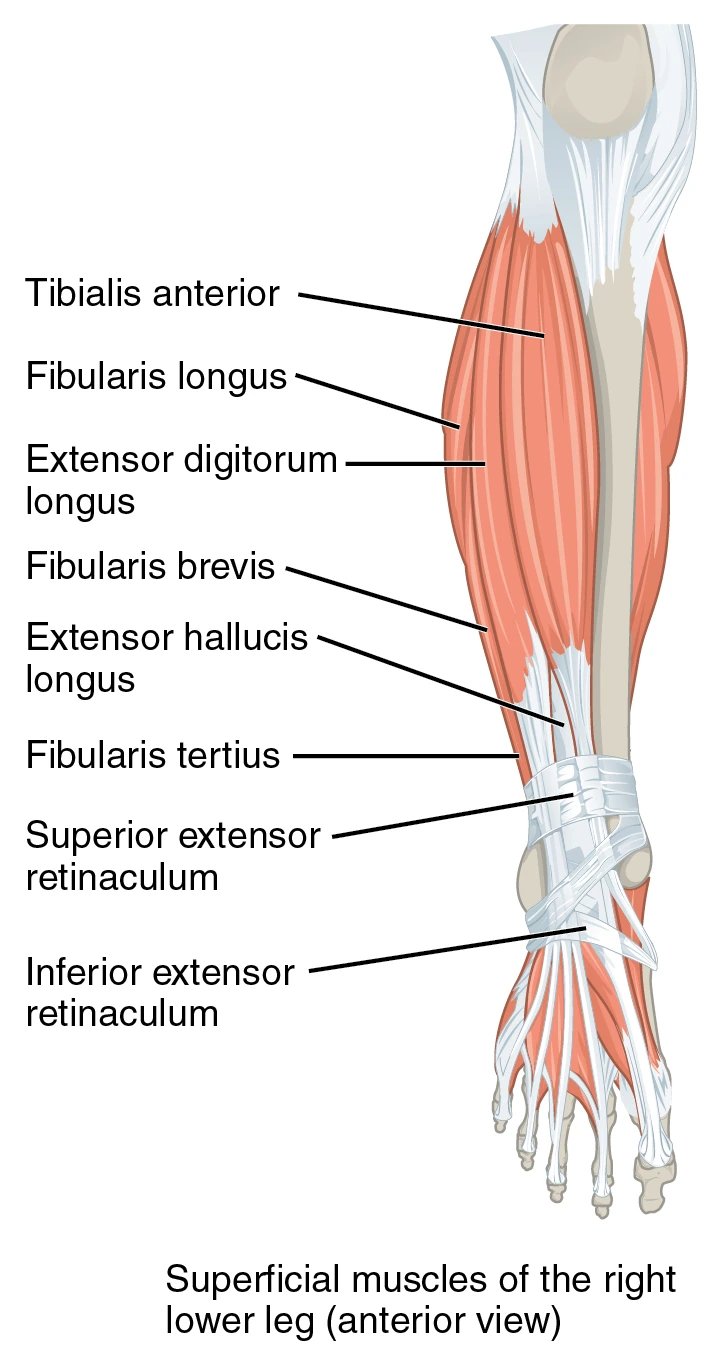 Tibialis anterior
Fibularis longus
Extensor digitorum
longus
Fibularis brevis
Extensor hallucis
longus
Fibularis tertius
Superior extensor
retinaculum
Inferior extensor
retinaculum
Superficial muscles of the right
lower leg (anterior view)